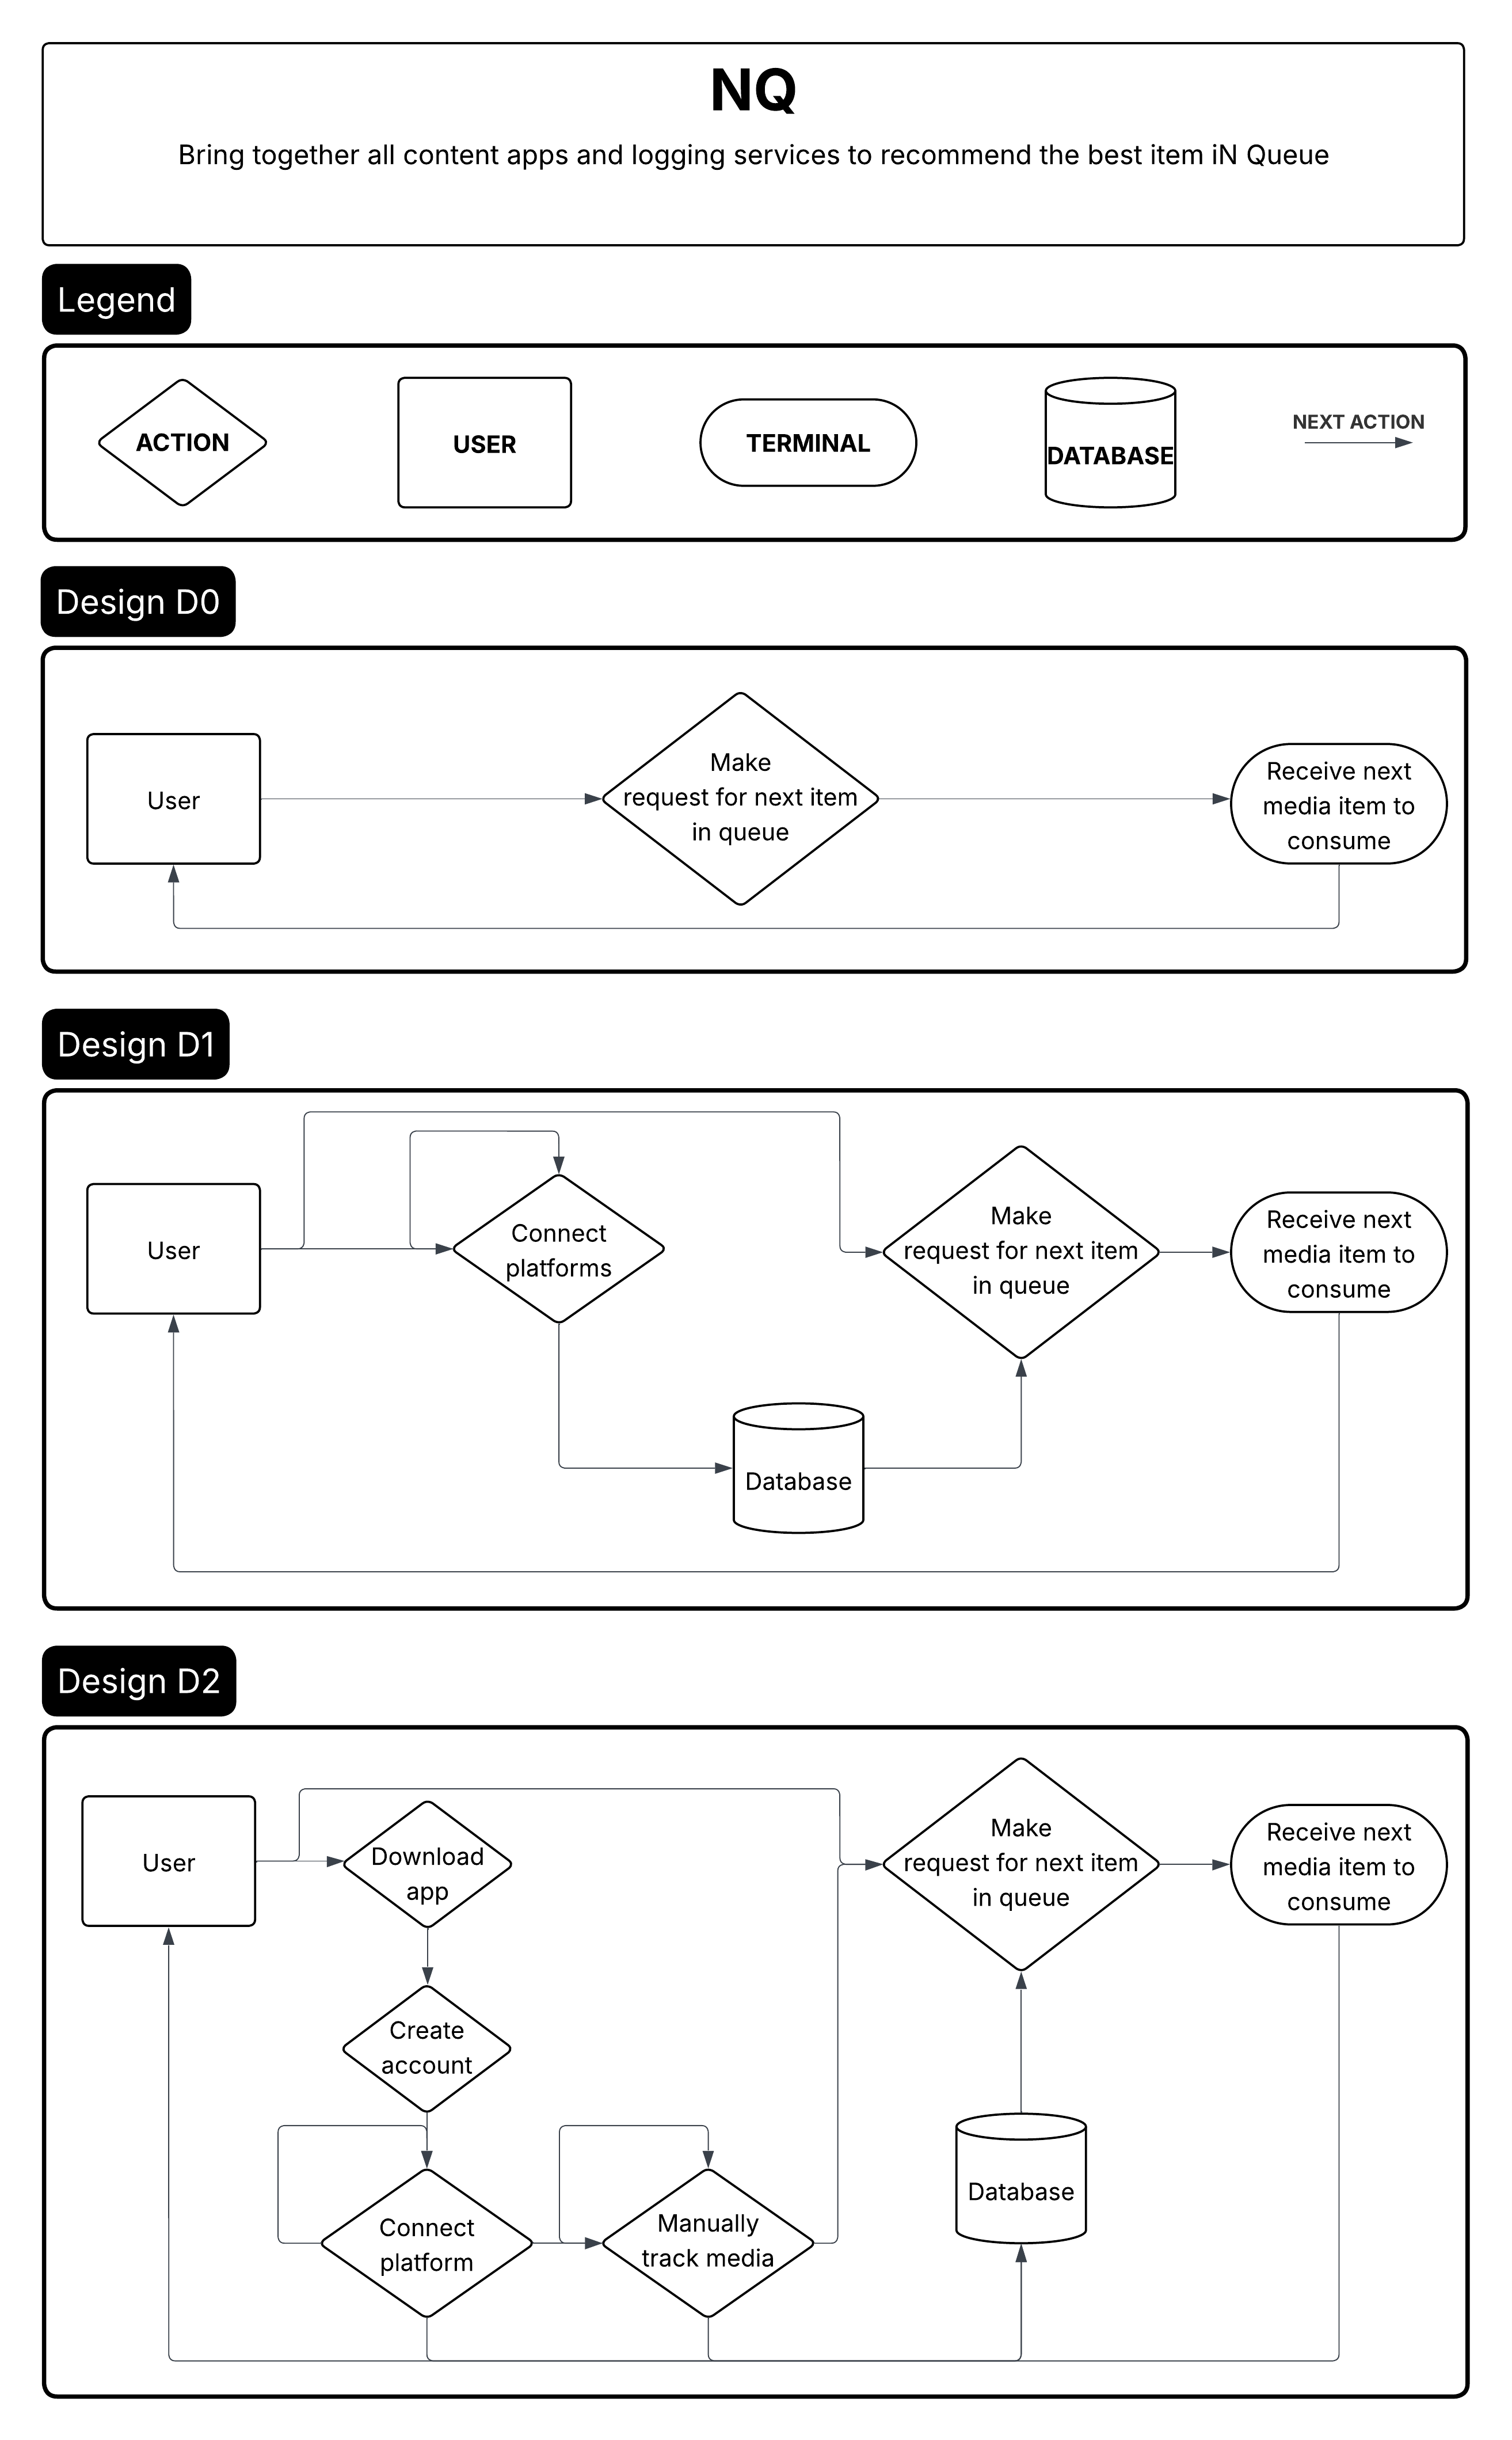 NQ
Bring together all content apps and logging services to recommend the best item iN Queue
Legend
ACTION
USER
TERMINAL
DATABASE
NEXT ACTION
Design D0
User
Make
request for next item
in queue
Receive next
media item to
consume
Design D1
User
Connect
platforms
Make
request for next item
in queue
Receive next
media item to
consume
Database
Design D2
User
Download
app
Make
request for next item
in queue
Receive next
media item to
consume
Create
account
Connect
platform
Manually
track media
Database